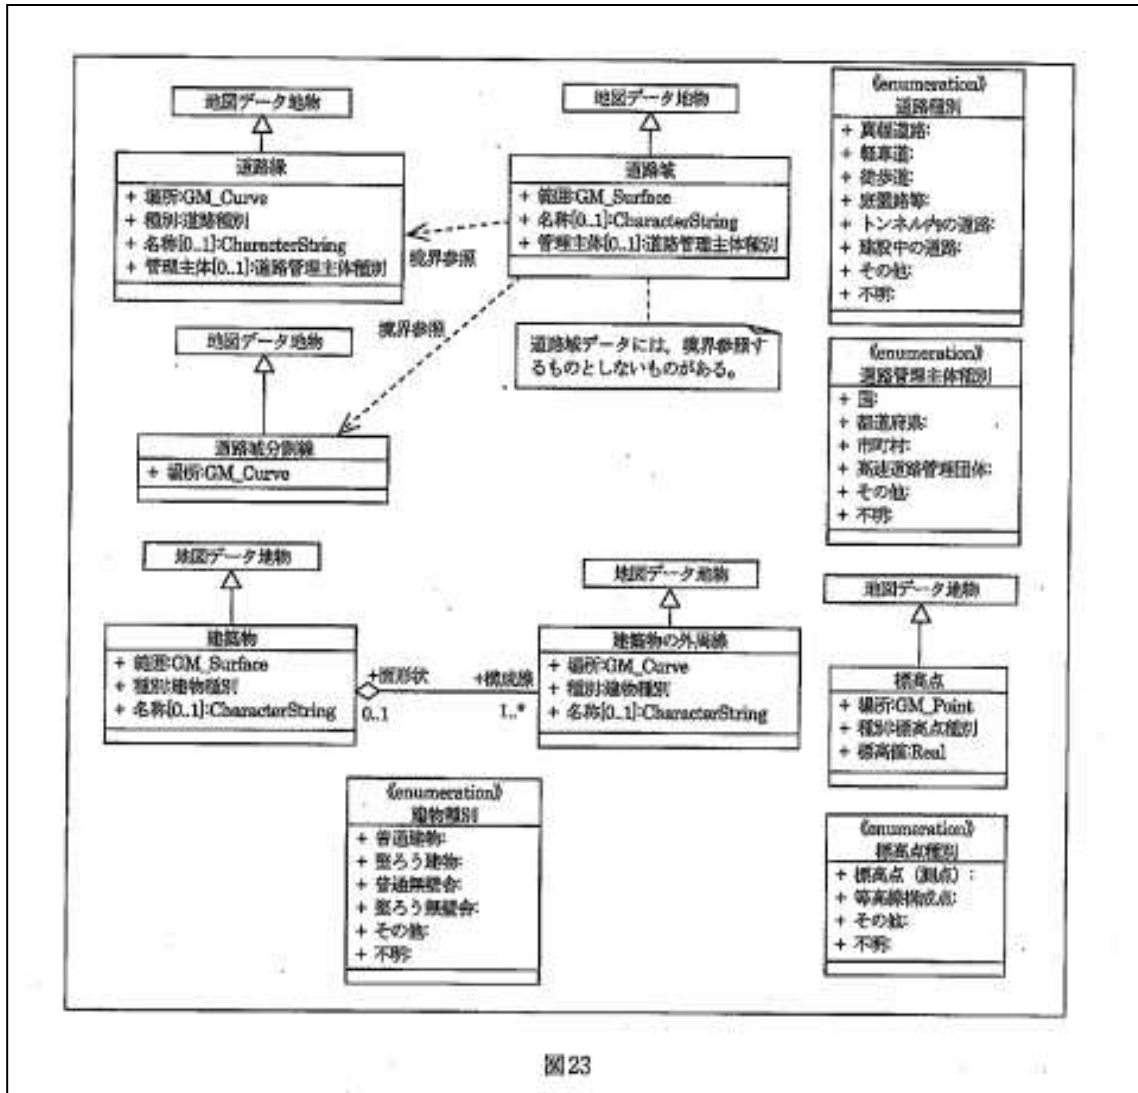 地図データ地物
道路縁
+ 場所:GM_Curve
+ 種別:道路種別
+ 名称[0..1]:CharacterString
+ 管理主体[0..1]:道路管理主体種別
地図データ地物
道路域
+ 範囲:GM_Surface
+ 名称[0..1]:CharacterString
+ 管理主体[0..1]:道路管理主体種別
境界参照
境界参照
道路域データには、境界参照す
るものとしないものがある。
地図データ地物
道路域分割線
+ 場所:GM_Curve
《enumeration》
道路種別
+ 真幅道路:
+ 軽車道:
+ 徒歩道:
+ 庭園路等:
+ トンネル内の道路:
+ 建設中の道路:
+ その他:
+ 不明:
《enumeration》
道路管理主体種別
+ 国:
+ 都道府県:
+ 市町村:
+ 高速道路管理団体:
+ その他:
+ 不明:
地図データ地物
建築物
+ 範囲:GM_Surface
+ 種別:建物種別
+ 名称[0..1]:CharacterString
+面形状
0..1
+構成線
1..*
地図データ地物
建築物の外周線
+ 場所:GM_Curve
+ 種別:建物種別
+ 名称[0..1]:CharacterString
地図データ地物
標高点
+ 場所:GM_Point
+ 種別:標高点種別
+ 標高値:Real
《enumeration》
建物種別
+ 普通建物:
+ 堅ろう建物:
+ 普通無壁舎:
+ 堅ろう無壁舎:
+ その他:
+ 不明:
《enumeration》
標高点種別
+ 標高点（測点）:
+ 等高線構成点:
+ その他:
+ 不明:
図23